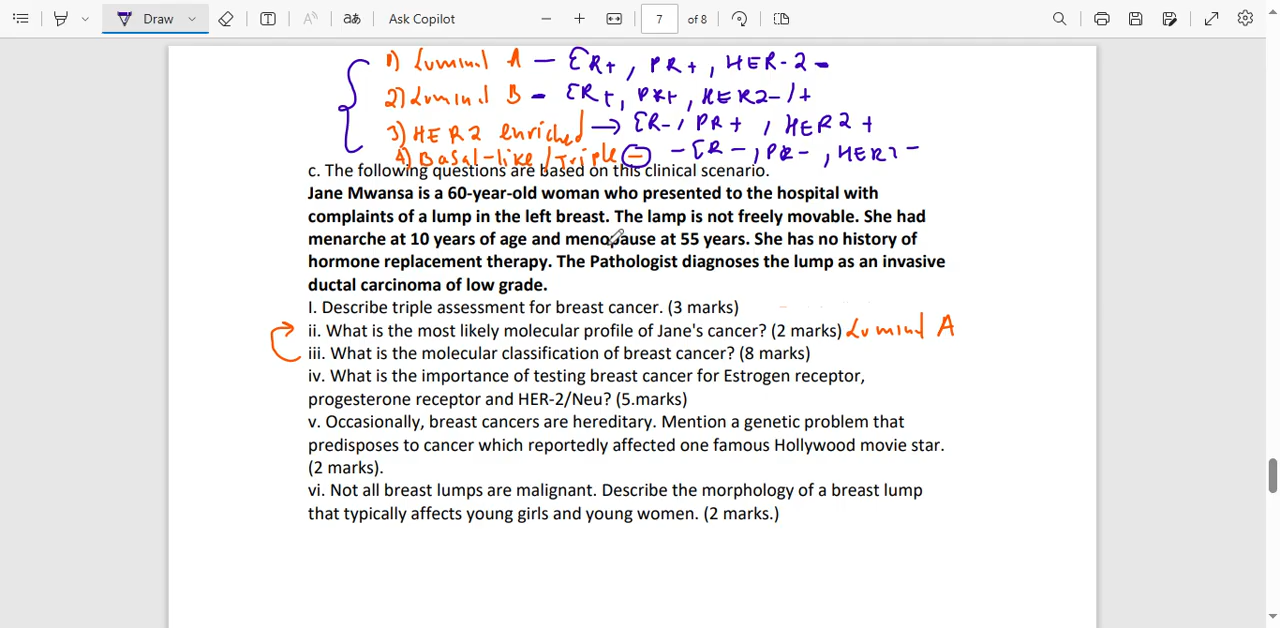 Draw
Ask Copilot
7 of 8
1) Luminal A – ER+, PR+, HER-2 -
2) Luminal B - ER+, PR+, HER2-/+
3) HER2 enriched → ER-, PR+, HER2+
4) Basal-like/Triple - - ER-, PR-, HER2-
c. The following questions are based on this clinical scenario.
Jane Mwansa is a 60-year-old woman who presented to the hospital with
complaints of a lump in the left breast. The lamp is not freely movable. She had
menarche at 10 years of age and menopause at 55 years. She has no history of
hormone replacement therapy. The Pathologist diagnoses the lump as an invasive
ductal carcinoma of low grade.
I. Describe triple assessment for breast cancer. (3 marks)
ii. What is the most likely molecular profile of Jane's cancer? (2 marks) Luminal A
iii. What is the molecular classification of breast cancer? (8 marks)
iv. What is the importance of testing breast cancer for Estrogen receptor,
progesterone receptor and HER-2/Neu? (5.marks)
v. Occasionally, breast cancers are hereditary. Mention a genetic problem that
predisposes to cancer which reportedly affected one famous Hollywood movie star.
(2 marks).
vi. Not all breast lumps are malignant. Describe the morphology of a breast lump
that typically affects young girls and young women. (2 marks.)